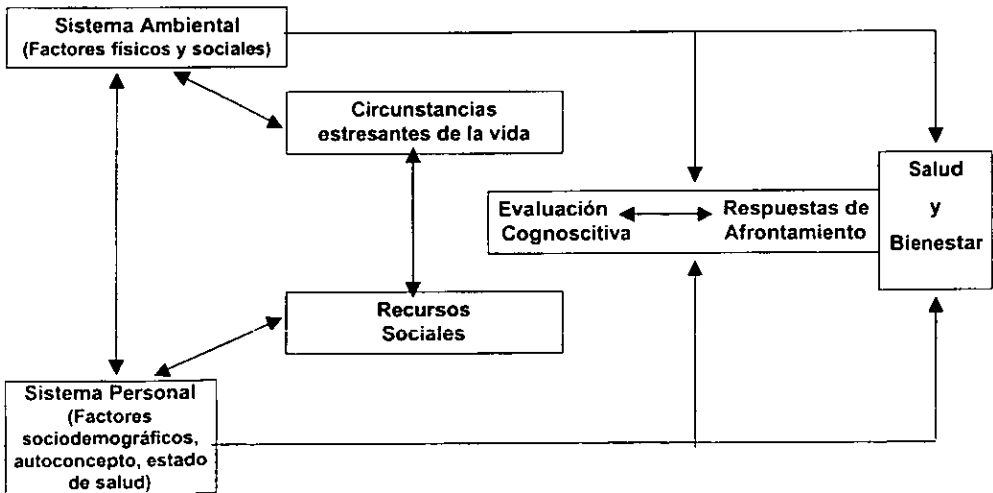 Sistema Ambiental
(Factores físicos y sociales)
Circunstancias
estresantes de la vida
Evaluación
Cognoscitiva
Respuestas de
Afrontamiento
Salud
y
Bienestar
Recursos
Sociales
Sistema Personal
(Factores
sociodemográficos,
autoconcepto, estado
de salud)